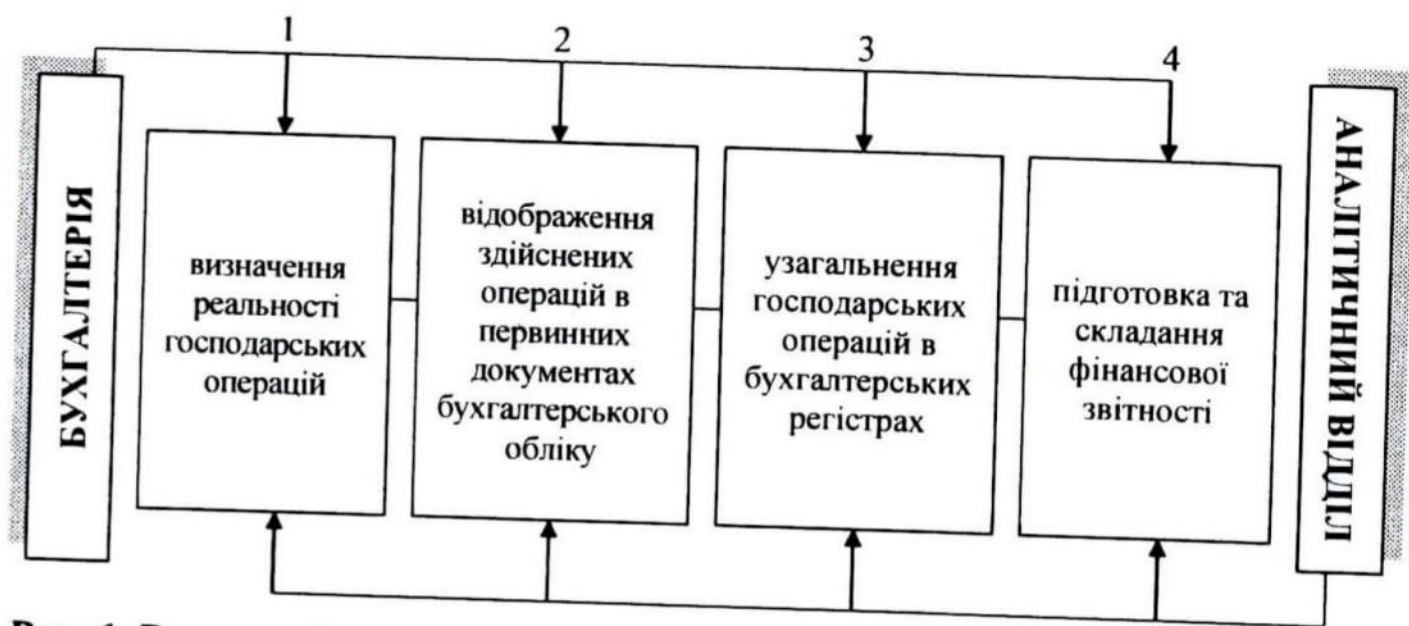 1
2
3
4
БУХГАЛТЕРІЯ
визначення
реальності
господарських
операцій
відображення
здійснених
операцій в
первинних
документах
бухгалтерського
обліку
узагальнення
господарських
операцій в
бухгалтерських
регістрах
підготовка та
складання
фінансової
звітності
АНАЛІТИЧНИЙ ВІДДІЛ